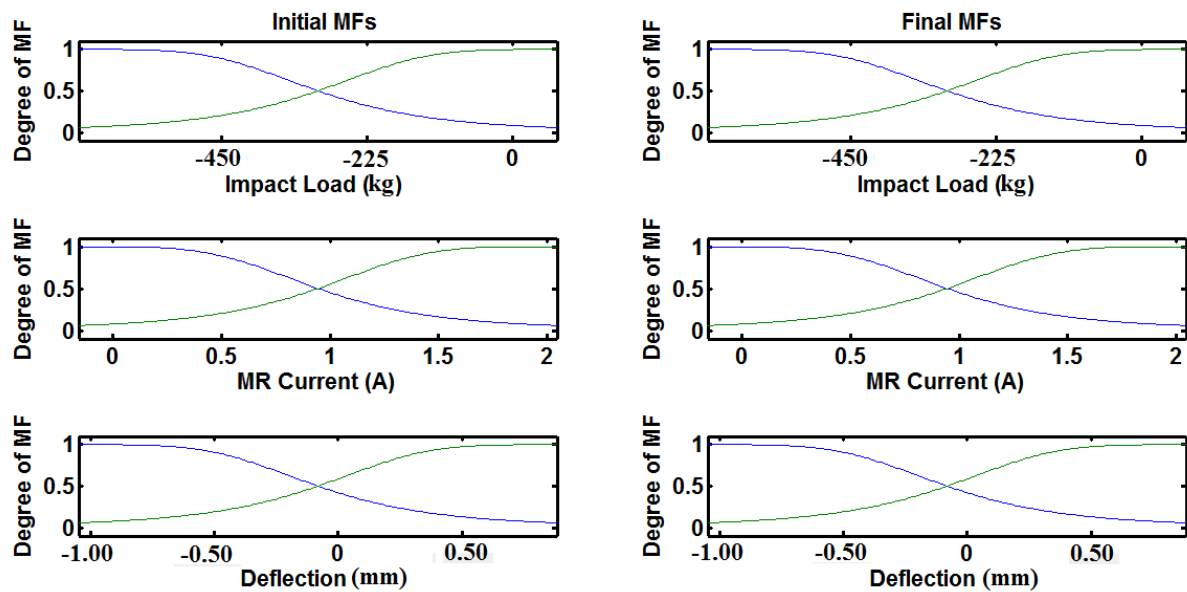 Initial MFs
Degree of MF
1
0.5
0
-450 -225 0
Impact Load (kg)
Degree of MF
1
0.5
0
0 0.5 1 1.5 2
MR Current (A)
Degree of MF
1
0.5
0
-1.00 -0.50 0 0.50
Deflection (mm)
Final MFs
Degree of MF
1
0.5
0
-450 -225 0
Impact Load (kg)
Degree of MF
1
0.5
0
0 0.5 1 1.5 2
MR Current (A)
Degree of MF
1
0.5
0
-1.00 -0.50 0 0.50
Deflection (mm)